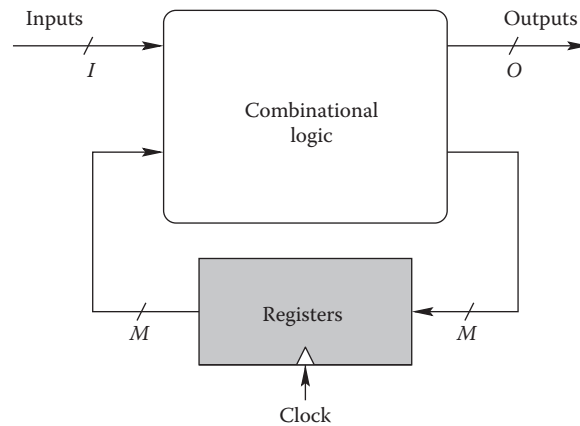 Inputs
Outputs
I
O
Combinational
logic
M
Registers
M
Clock